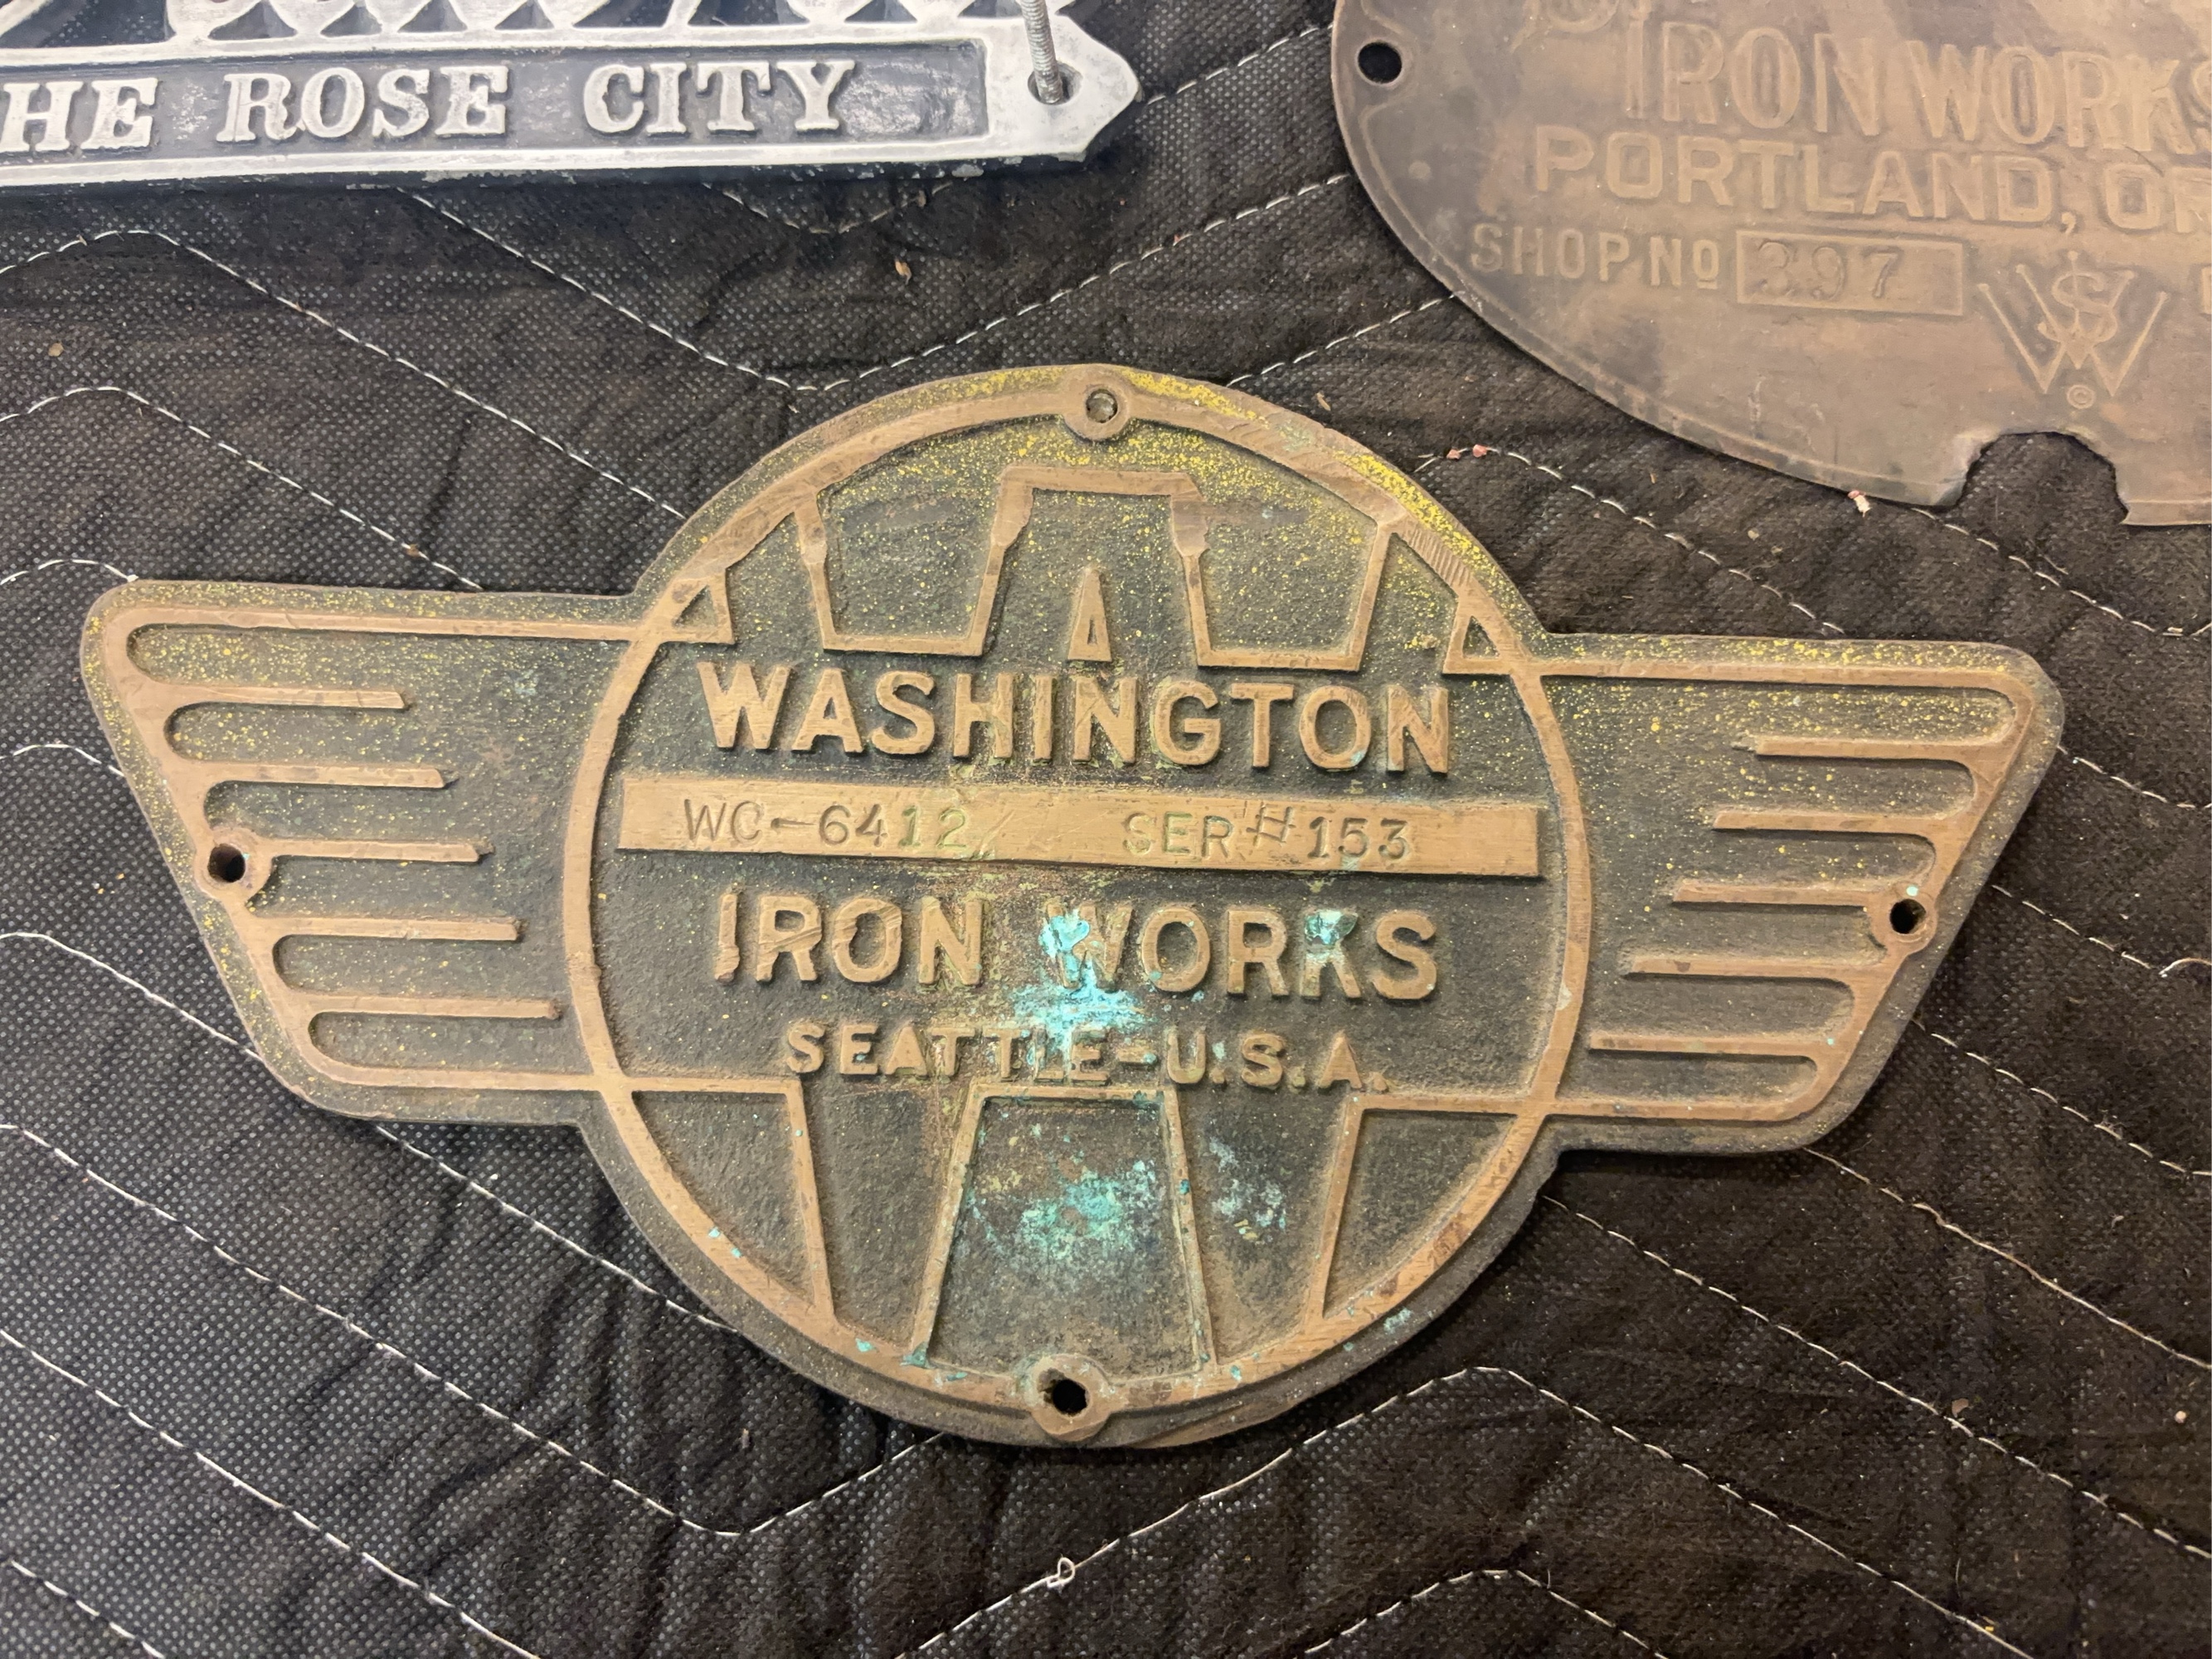 HE ROSE CITY
IRON WORKS
PORTLAND, OR
SHOP NO 397
WASHINGTON
WC-6412 SER#153
IRON WORKS
SEATTLE-U.S.A.